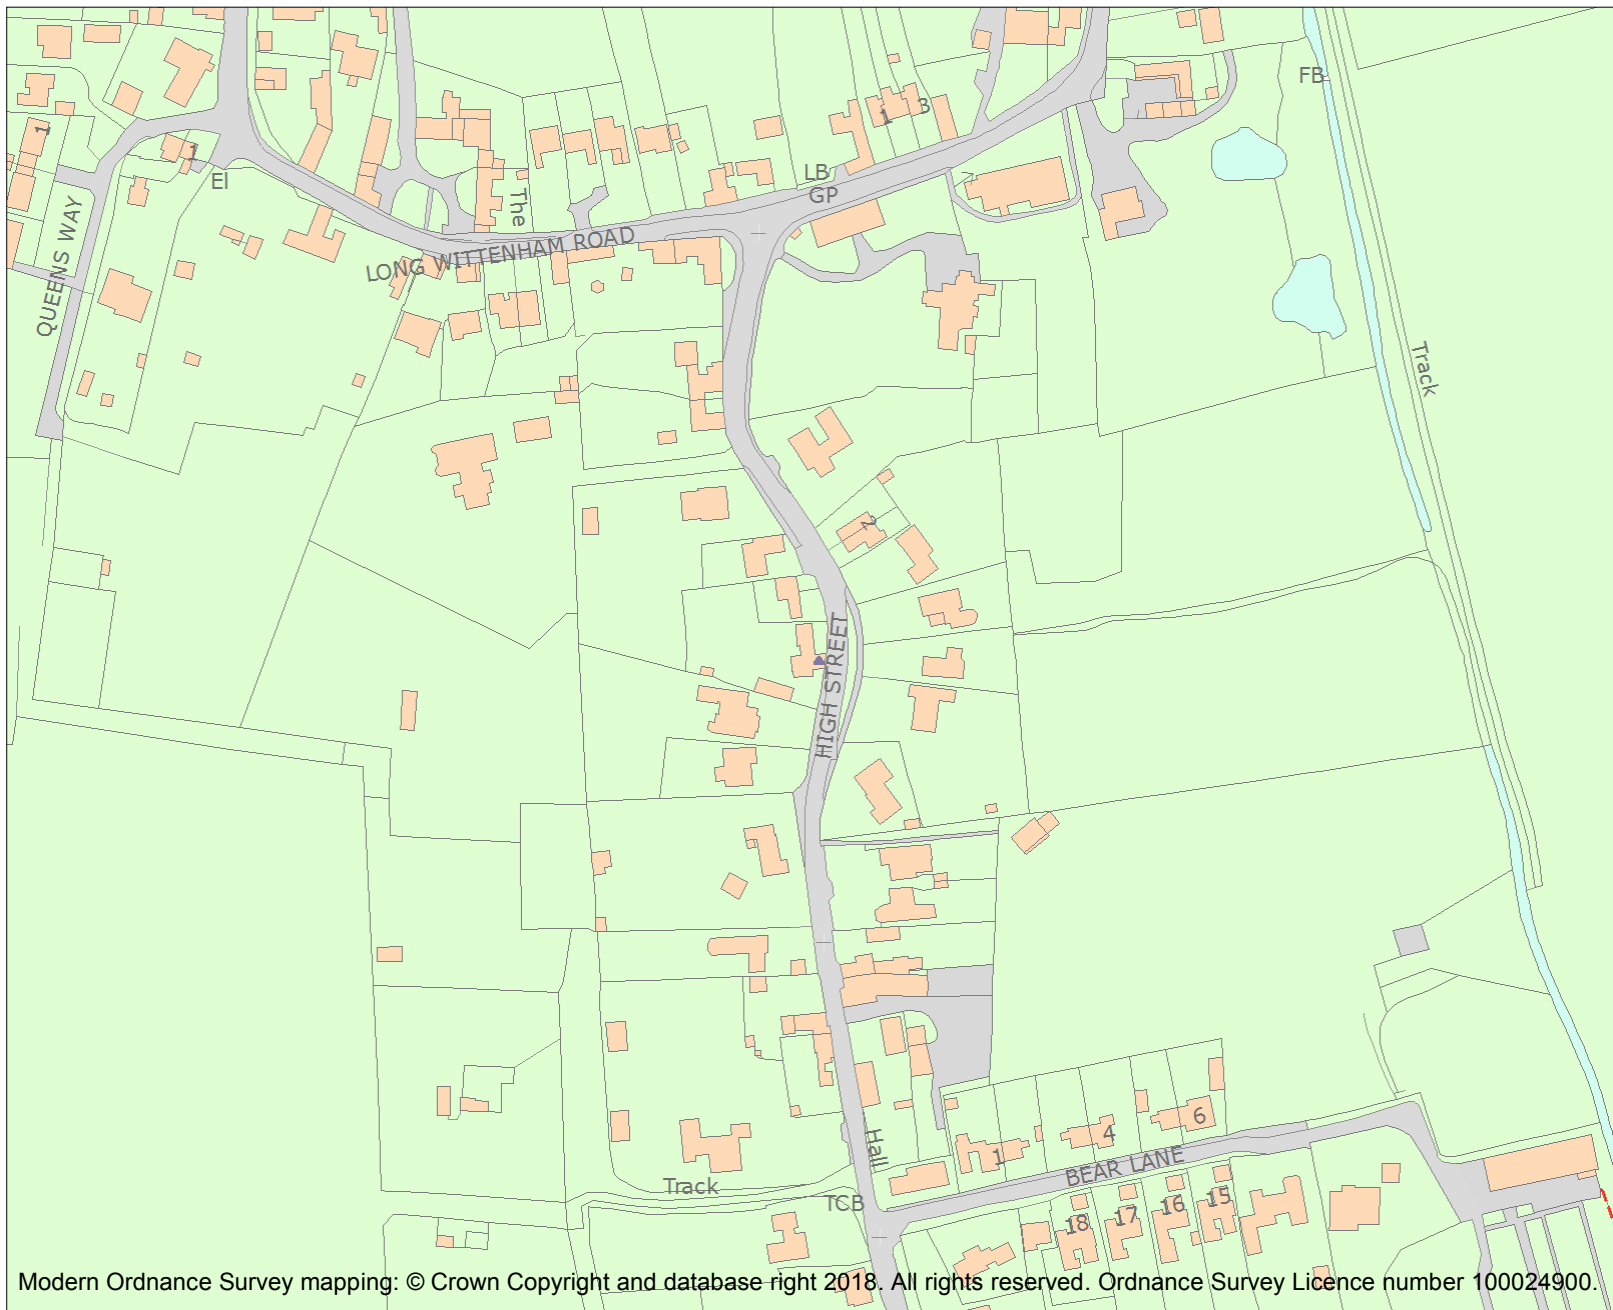 FB
1
3
1
1
LB
GP
El
The
QUEENS WAY
LONG WITTENHAM ROAD
Track
2
HIGH STREET
Hall
6
4
1
BEAR LANE
Track
TCB
18
17
16
15
Modern Ordnance Survey mapping: © Crown Copyright and database right 2018. All rights reserved. Ordnance Survey Licence number 100024900.